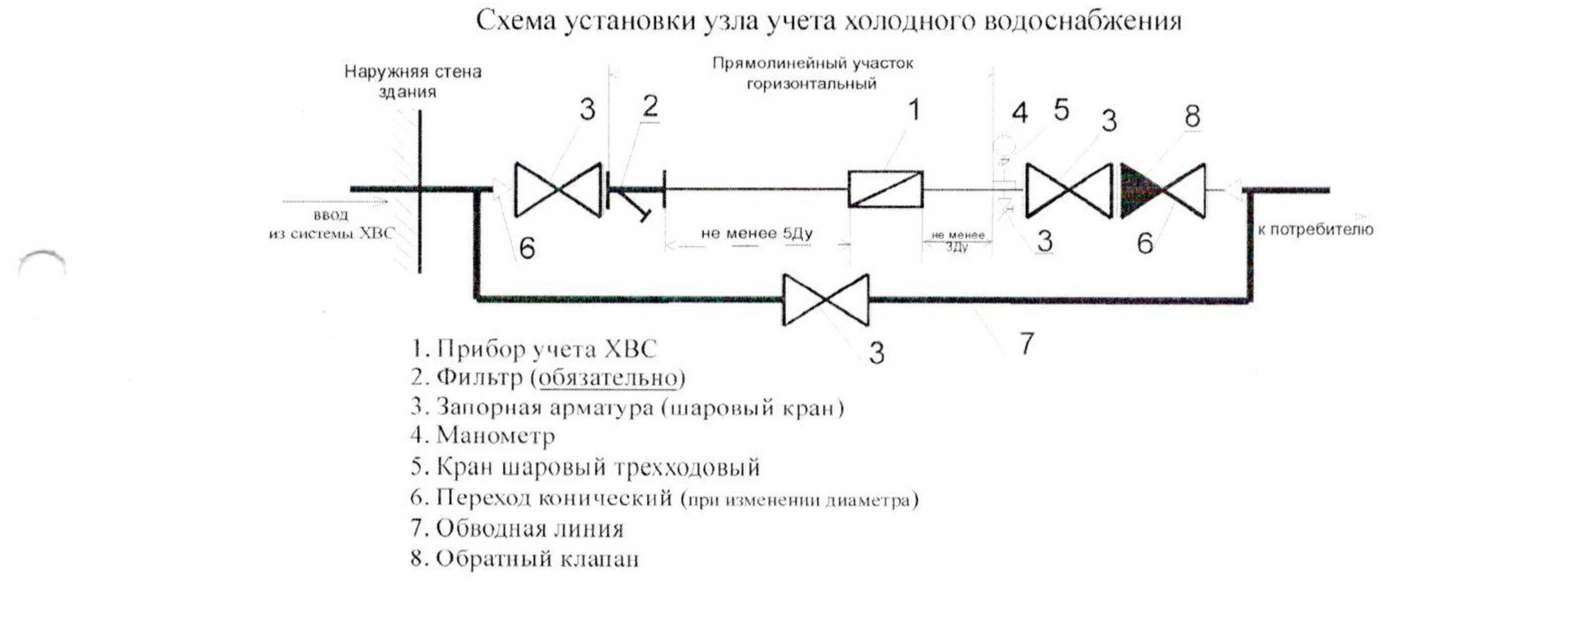 Схема установки узла учета холодного водоснабжения
Наружняя стена
здания
Прямолинейный участок
горизонтальный
3
2
1
4
5
3
8
ввод
из системы ХВС
6
не менее 5Ду
не менее
3Ду
3
6
к потребителю
3
7
1. Прибор учета ХВС
2. Фильтр (обязательно)
3. Запорная арматура (шаровый кран)
4. Манометр
5. Кран шаровый трехходовый
6. Переход конический (при изменении диаметра)
7. Обводная линия
8. Обратный клапан